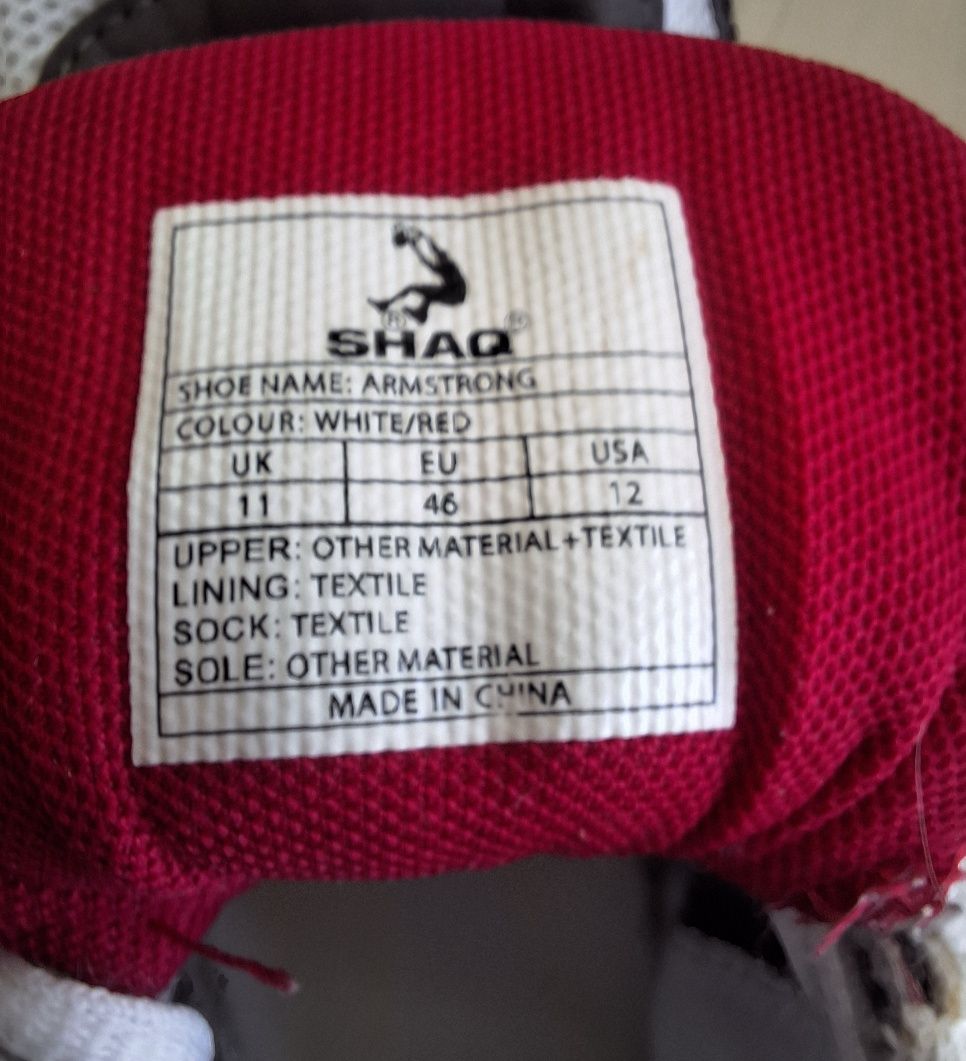 ® ®
SHAQ
SHOE NAME: ARMSTRONG
COLOUR: WHITE/RED
UK EU USA
11 46 12
UPPER: OTHER MATERIAL+TEXTILE
LINING: TEXTILE
SOCK: TEXTILE
SOLE: OTHER MATERIAL
MADE IN CHINA